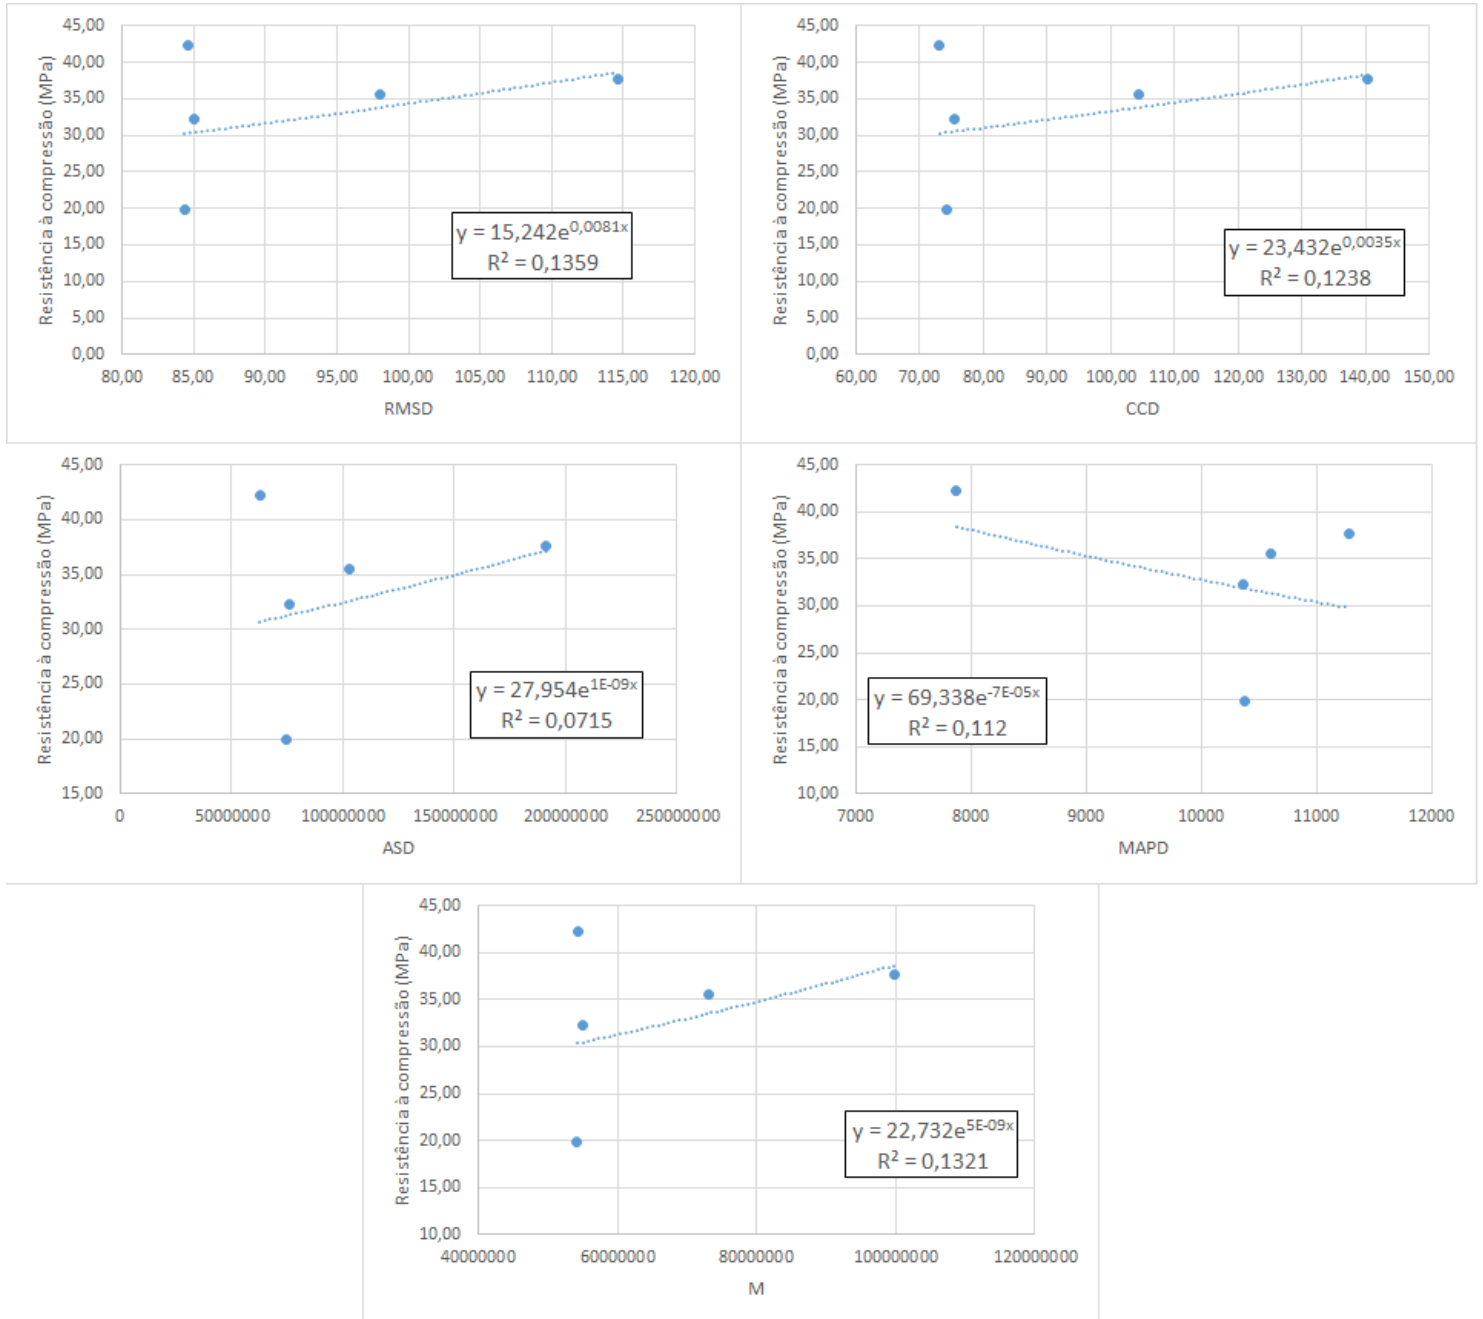 45,00
40,00
35,00
30,00
25,00
20,00
15,00
10,00
5,00
0,00
Resistência à compressão (MPa)
80,00 85,00 90,00 95,00 100,00 105,00 110,00 115,00 120,00
RMSD
y = 15,242e^0,0081x
R² = 0,1359
45,00
40,00
35,00
30,00
25,00
20,00
15,00
10,00
5,00
0,00
Resistência à compressão (MPa)
60,00 70,00 80,00 90,00 100,00 110,00 120,00 130,00 140,00 150,00
CCD
y = 23,432e^0,0035x
R² = 0,1238
45,00
40,00
35,00
30,00
25,00
20,00
15,00
Resistência à compressão (MPa)
0 50000000 100000000 150000000 200000000 250000000
ASD
y = 27,954e^1E-09x
R² = 0,0715
45,00
40,00
35,00
30,00
25,00
20,00
15,00
10,00
Resistência à compressão (MPa)
7000 8000 9000 10000 11000 12000
MAPD
y = 69,338e^-7E-05x
R² = 0,112
45,00
40,00
35,00
30,00
25,00
20,00
15,00
10,00
Resistência à compressão (MPa)
40000000 60000000 80000000 100000000 120000000
M
y = 22,732e^5E-09x
R² = 0,1321